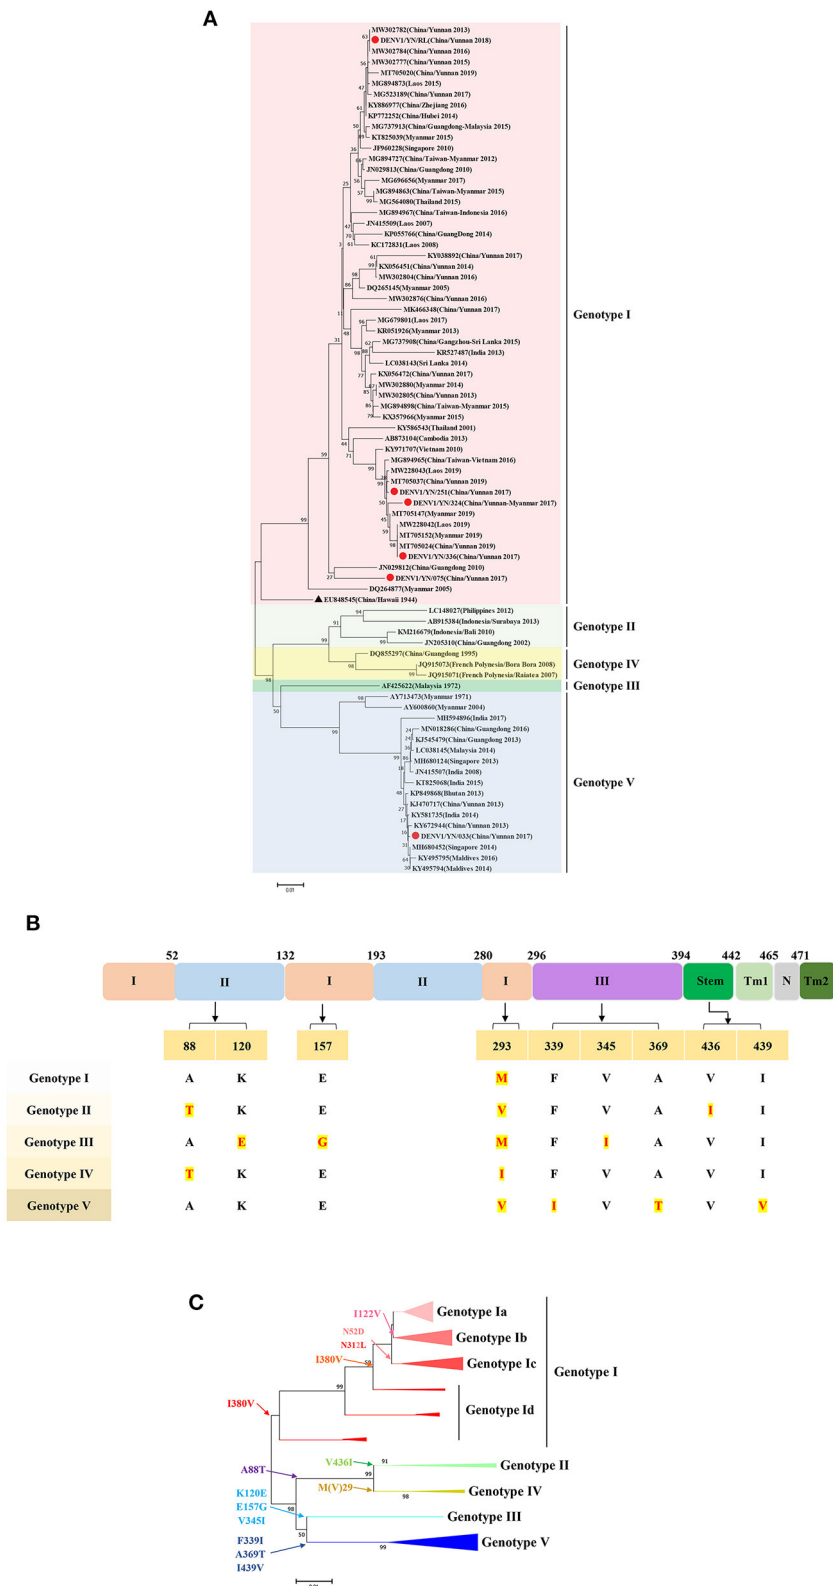 A
MW302782(China/Yunnan 2013)
DENV1/YN/RL(China/Yunnan 2018)
MW302784(China/Yunnan 2016)
MW302777(China/Yunnan 2015)
MT705020(China/Yunnan 2019)
MG894873(Laos 2015)
MG523189(China/Yunnan 2017)
KY886977(China/Zhejiang 2016)
KP772252(China/Hubei 2014)
MG737913(China/Guangdong-Malaysia 2015)
KT825039(Myanmar 2015)
JF960228(Singapore 2010)
MG894727(China/Taiwan-Myanmar 2012)
JN029813(China/Guangdong 2010)
MG696656(Myanmar 2017)
MG894863(China/Taiwan-Myanmar 2015)
MG564080(Thailand 2015)
MG894967(China/Taiwan-Indonesia 2016)
JN415509(Laos 2007)
KP055766(China/GuangDong 2014)
KC172831(Laos 2008)
KY038892(China/Yunnan 2017)
KX056451(China/Yunnan 2014)
MW302804(China/Yunnan 2016)
DQ265145(Myanmar 2005)
MW302876(China/Yunnan 2016)
MK466348(China/Yunnan 2017)
MG679801(Laos 2017)
KR051926(Myanmar 2013)
MG737908(China/Gangzhou-Sri Lanka 2015)
KR527487(India 2013)
LC038143(Sri Lanka 2014)
KX056472(China/Yunnan 2017)
MW302880(Myanmar 2014)
MW302805(China/Yunnan 2013)
MG894898(China/Taiwan-Myanmar 2015)
KX357966(Myanmar 2015)
KY586543(Thailand 2001)
AB873104(Cambodia 2013)
KY971707(Vietnam 2010)
MG894965(China/Taiwan-Vietnam 2016)
MW228043(Laos 2019)
MT705037(China/Yunnan 2019)
DENV1/YN/251(China/Yunnan 2017)
DENV1/YN/324(China/Yunnan-Myanmar 2017)
MT705147(Myanmar 2019)
MW228042(Laos 2019)
MT705152(Myanmar 2019)
MT705024(China/Yunnan 2019)
DENV1/YN/336(China/Yunnan 2017)
JN029812(China/Guangdong 2010)
DENV1/YN/075(China/Yunnan 2017)
DQ264877(Myanmar 2005)
EU848545(China/Hawaii 1944)
Genotype I
LC148027(Philippines 2012)
AB915384(Indonesia/Surabaya 2013)
KM216679(Indonesia/Bali 2010)
JN205310(China/Guangdong 2002)
Genotype II
DQ855297(China/Guangdong 1995)
JQ915073(French Polynesia/Bora Bora 2008)
JQ915071(French Polynesia/Raiatea 2007)
Genotype IV
AF425622(Malaysia 1972)
Genotype III
AY713473(Myanmar 1971)
AY600860(Myanmar 2004)
MH594896(India 2017)
MN018286(China/Guangdong 2016)
KJ545479(China/Guangdong 2013)
LC038145(Malaysia 2014)
MH680124(Singapore 2013)
JN415507(India 2008)
KT825068(India 2015)
KP849868(Bhutan 2013)
KJ470717(China/Yunnan 2013)
KY581735(India 2014)
KY672944(China/Yunnan 2013)
DENV1/YN/033(China/Yunnan 2017)
MH680452(Singapore 2014)
KY495795(Maldives 2016)
KY495794(Maldives 2014)
Genotype V
0.01
B
52 132 193 280 296 394 442 465 471
I II I II I III Stem Tm1 N Tm2
88 120 157 293 339 345 369 436 439
Genotype I A K E M F V A V I
Genotype II T K E V F V A I I
Genotype III A E G M F I A V I
Genotype IV T K E I F V A V I
Genotype V A K E V I V T V V
C
I122V
N52D
N312L
I380V
59
99
I380V
Genotype Ia
Genotype Ib
Genotype Ic
Genotype Id
Genotype I
A88T
V436I
91
Genotype II
99
M(V)29
98
Genotype IV
K120E
E157G
V345I
98
Genotype III
50
F339I
A369T
I439V
99
Genotype V